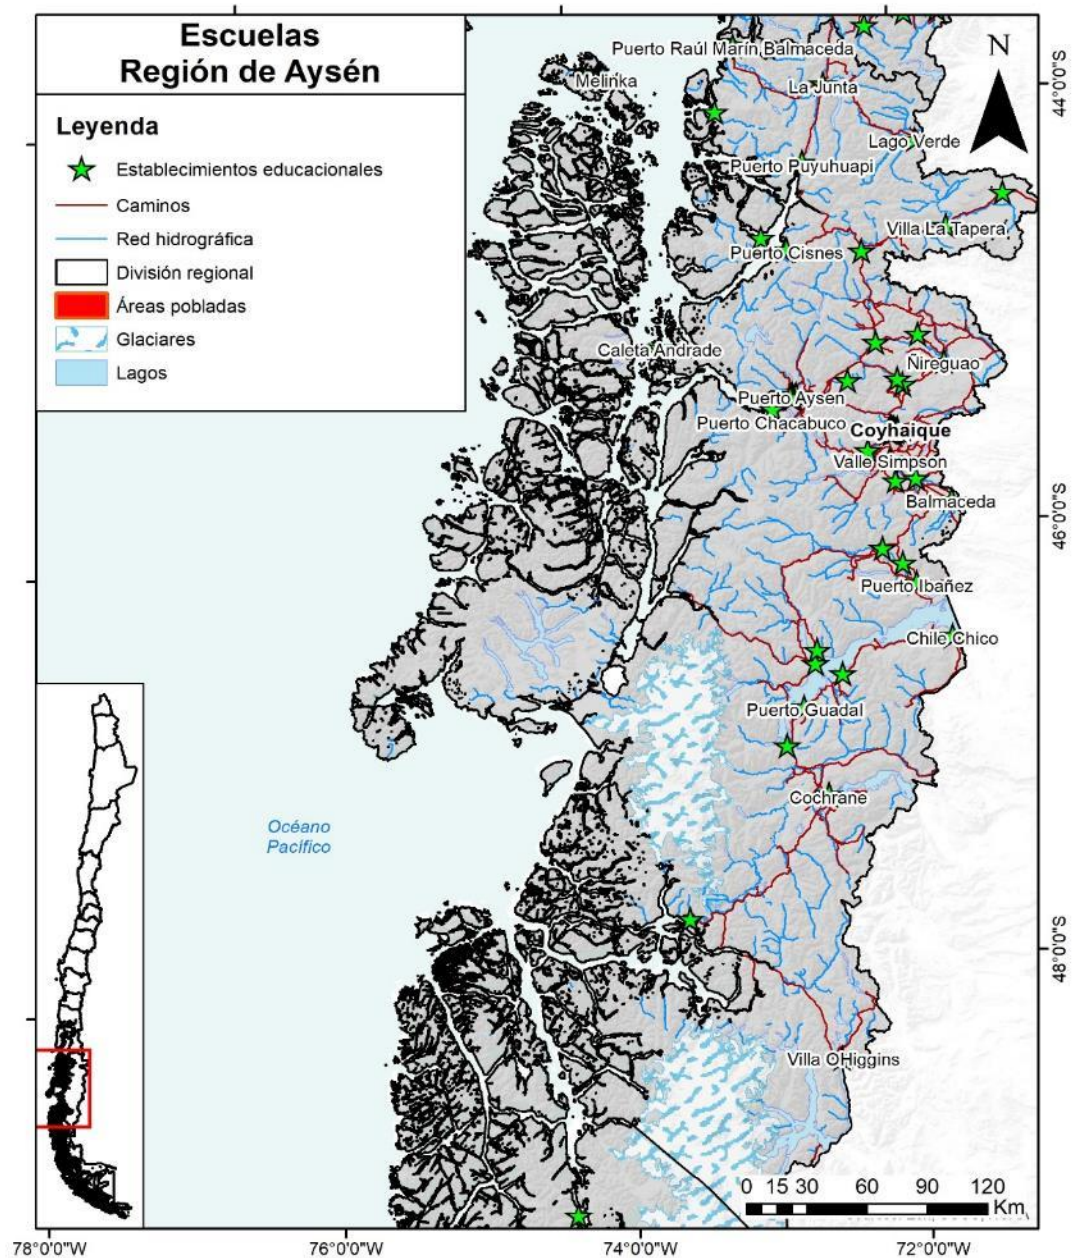 Escuelas
Región de Aysén
Leyenda
Establecimientos educacionales
Caminos
Red hidrográfica
División regional
Áreas pobladas
Glaciares
Lagos
N
Puerto Raúl Marín Balmaceda
Melinka
La Junta
Lago Verde
Puerto Puyuhuapi
Villa La Tapera
Puerto Cisnes
Caleta Andrade
Ñireguao
Puerto Aysen
Puerto Chacabuco
Coyhaique
Valle Simpson
Balmaceda
Puerto Ibañez
Chile Chico
Puerto Guadal
Cochrane
Océano
Pacífico
Villa OHiggins
0 15 30 60 90 120
Km
44°0'0"S
46°0'0"S
48°0'0"S
78°0'0"W 76°0'0"W 74°0'0"W 72°0'0"W